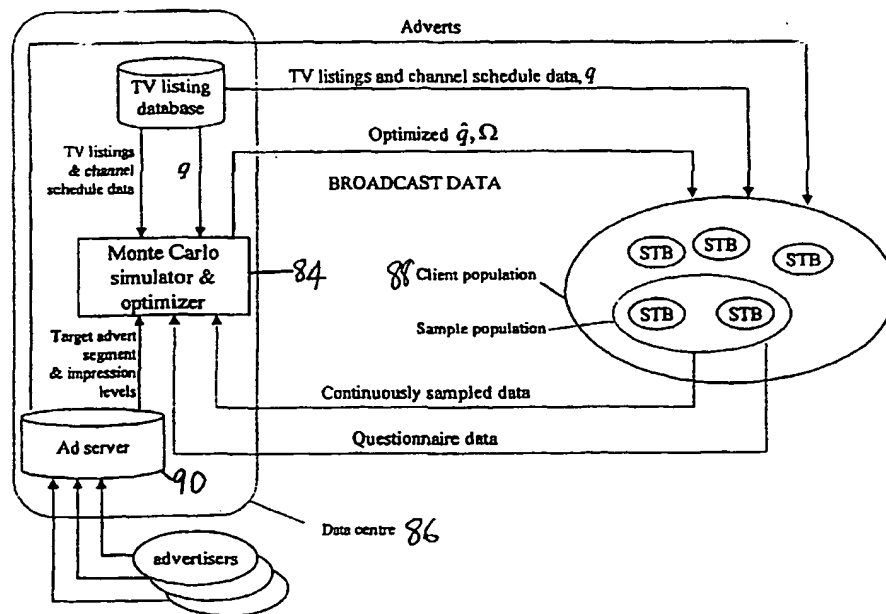 Adverts
TV listing
database
TV listings and channel schedule data, q
TV listings
& channel
schedule data
q
Optimized q̂, Ω
BROADCAST DATA
Monte Carlo
simulator &
optimizer
84
88 Client population
STB
STB
STB
Sample population
STB
STB
Target advert
segment
& impression
levels
Continuously sampled data
Questionnaire data
Ad server
90
Data centre 86
advertisers